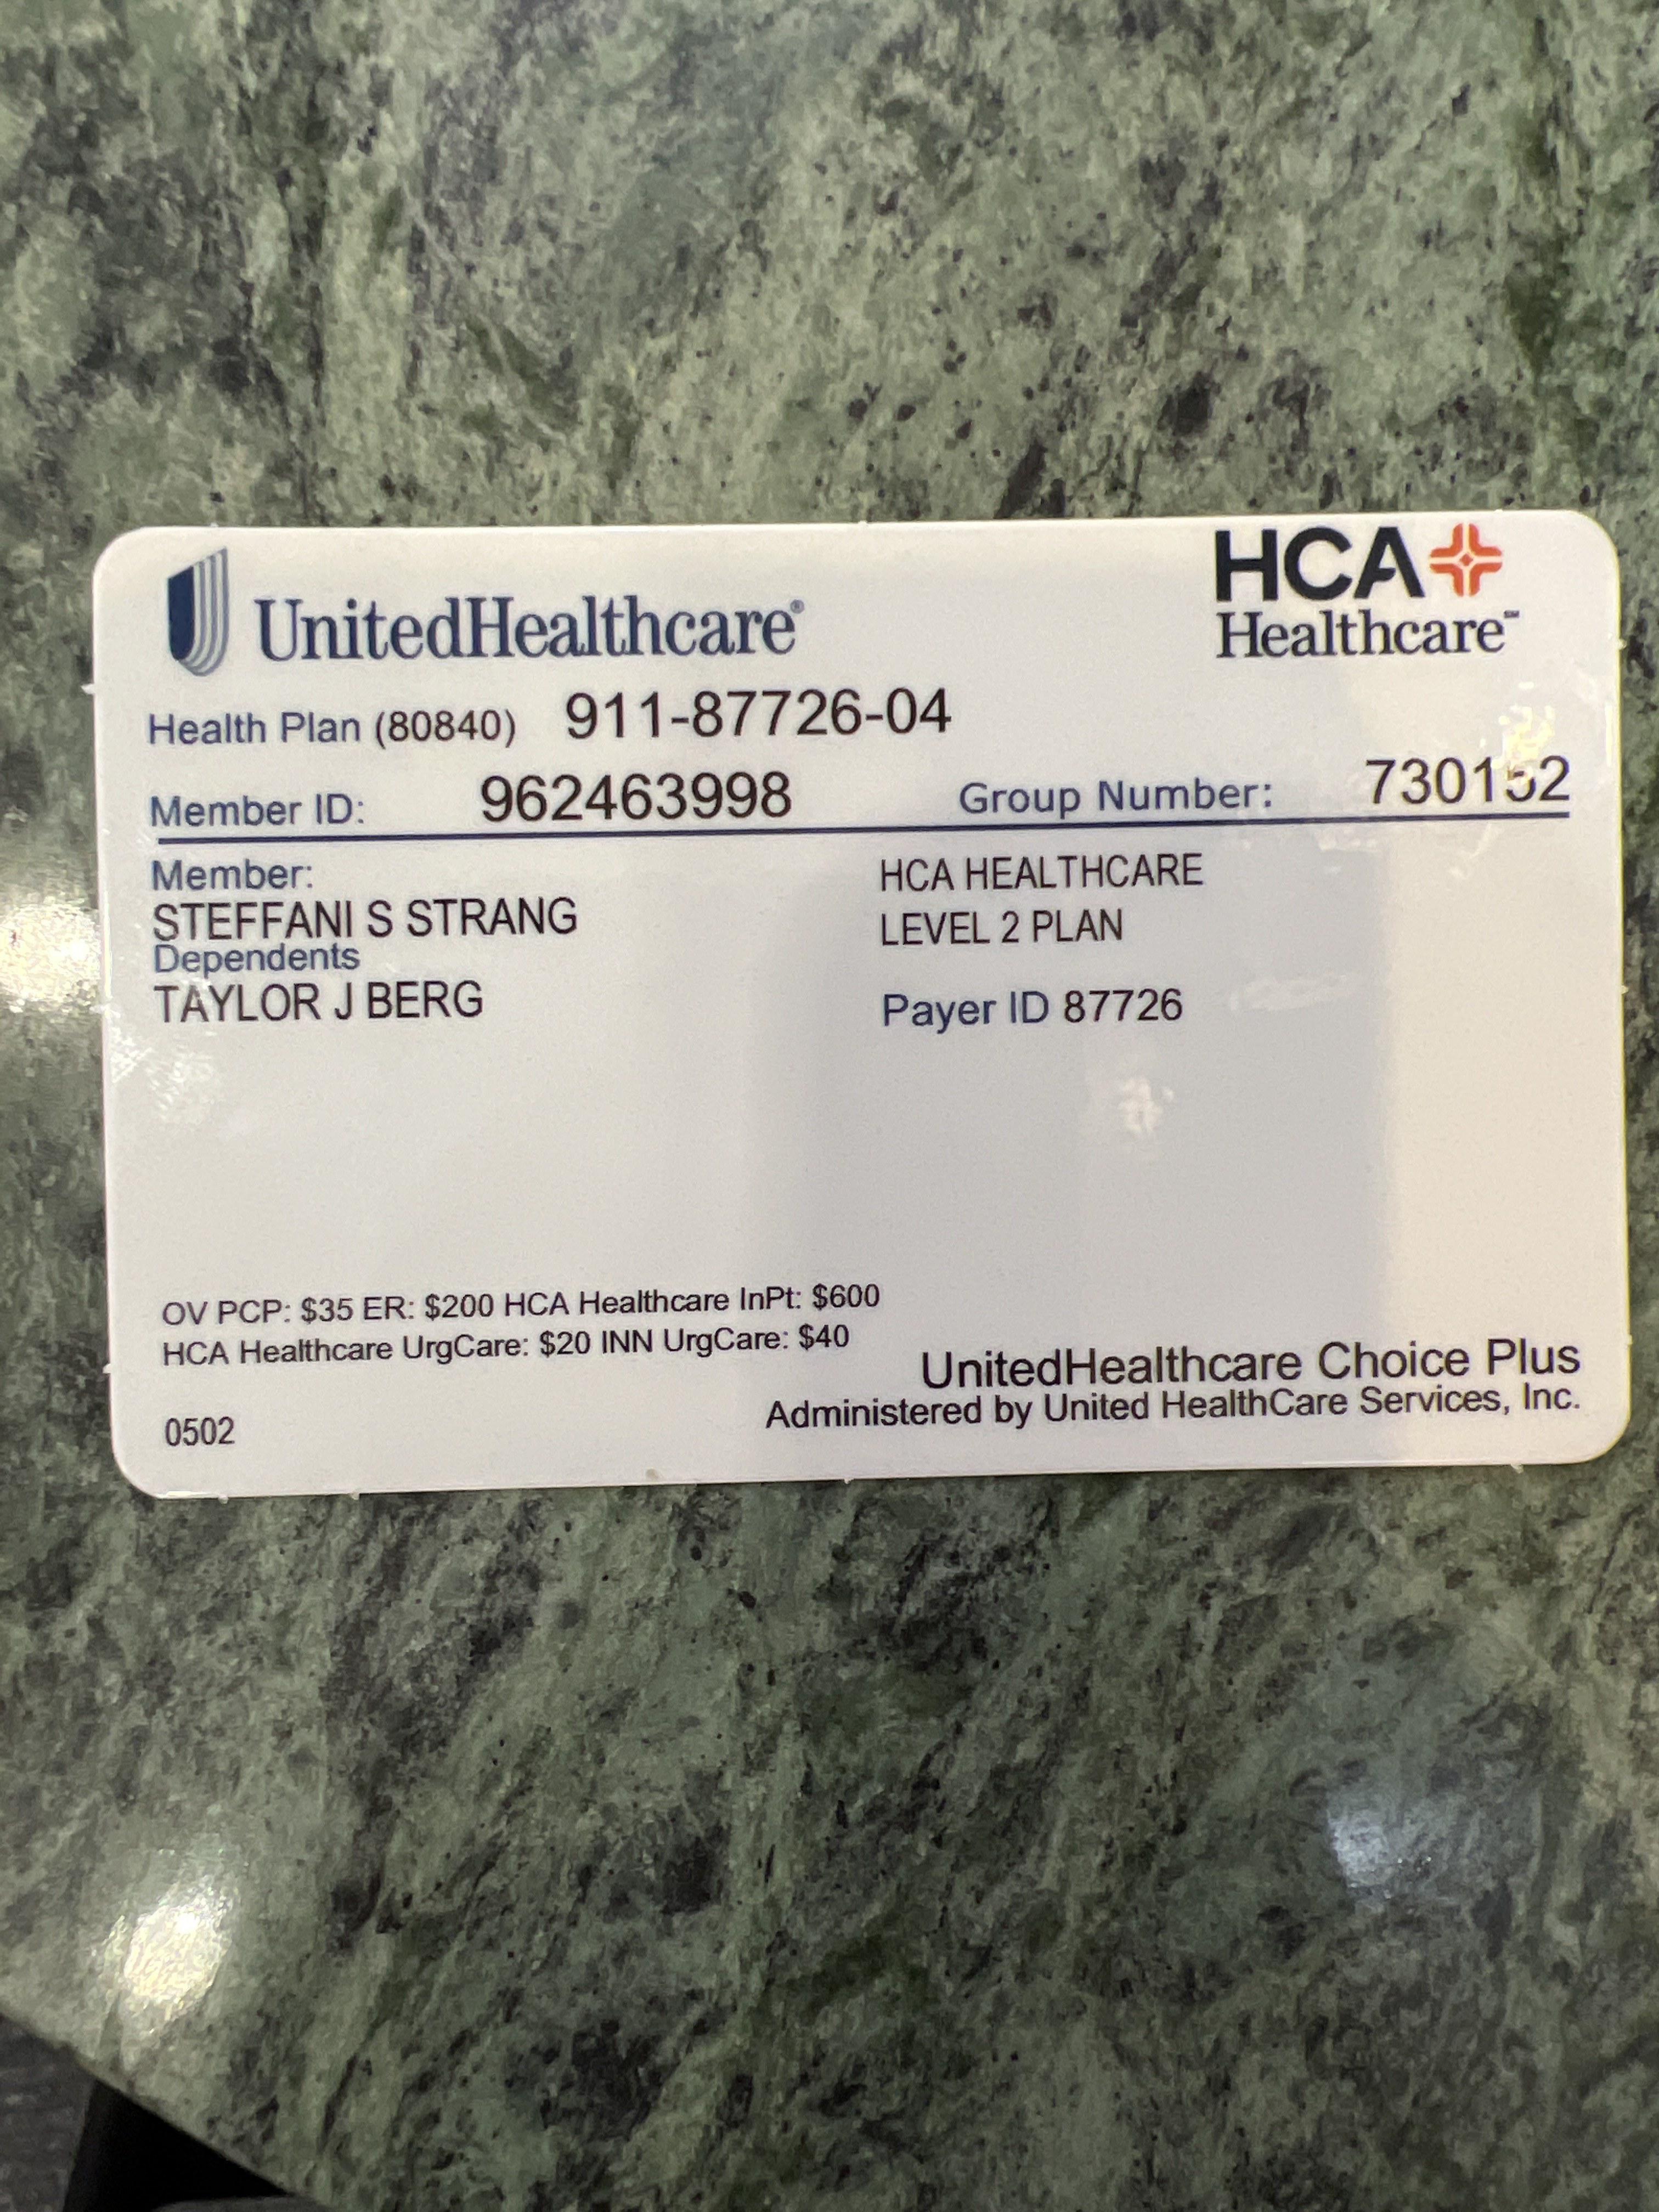 UnitedHealthcare®
HCA
Healthcare™
Health Plan (80840) 911-87726-04
Member ID: 962463998 Group Number: 730152
Member:
STEFFANI S STRANG
Dependents
TAYLOR J BERG
HCA HEALTHCARE
LEVEL 2 PLAN
Payer ID 87726
OV PCP: $35 ER: $200 HCA Healthcare InPt: $600
HCA Healthcare UrgCare: $20 INN UrgCare: $40
UnitedHealthcare Choice Plus
Administered by United HealthCare Services, Inc.
0502